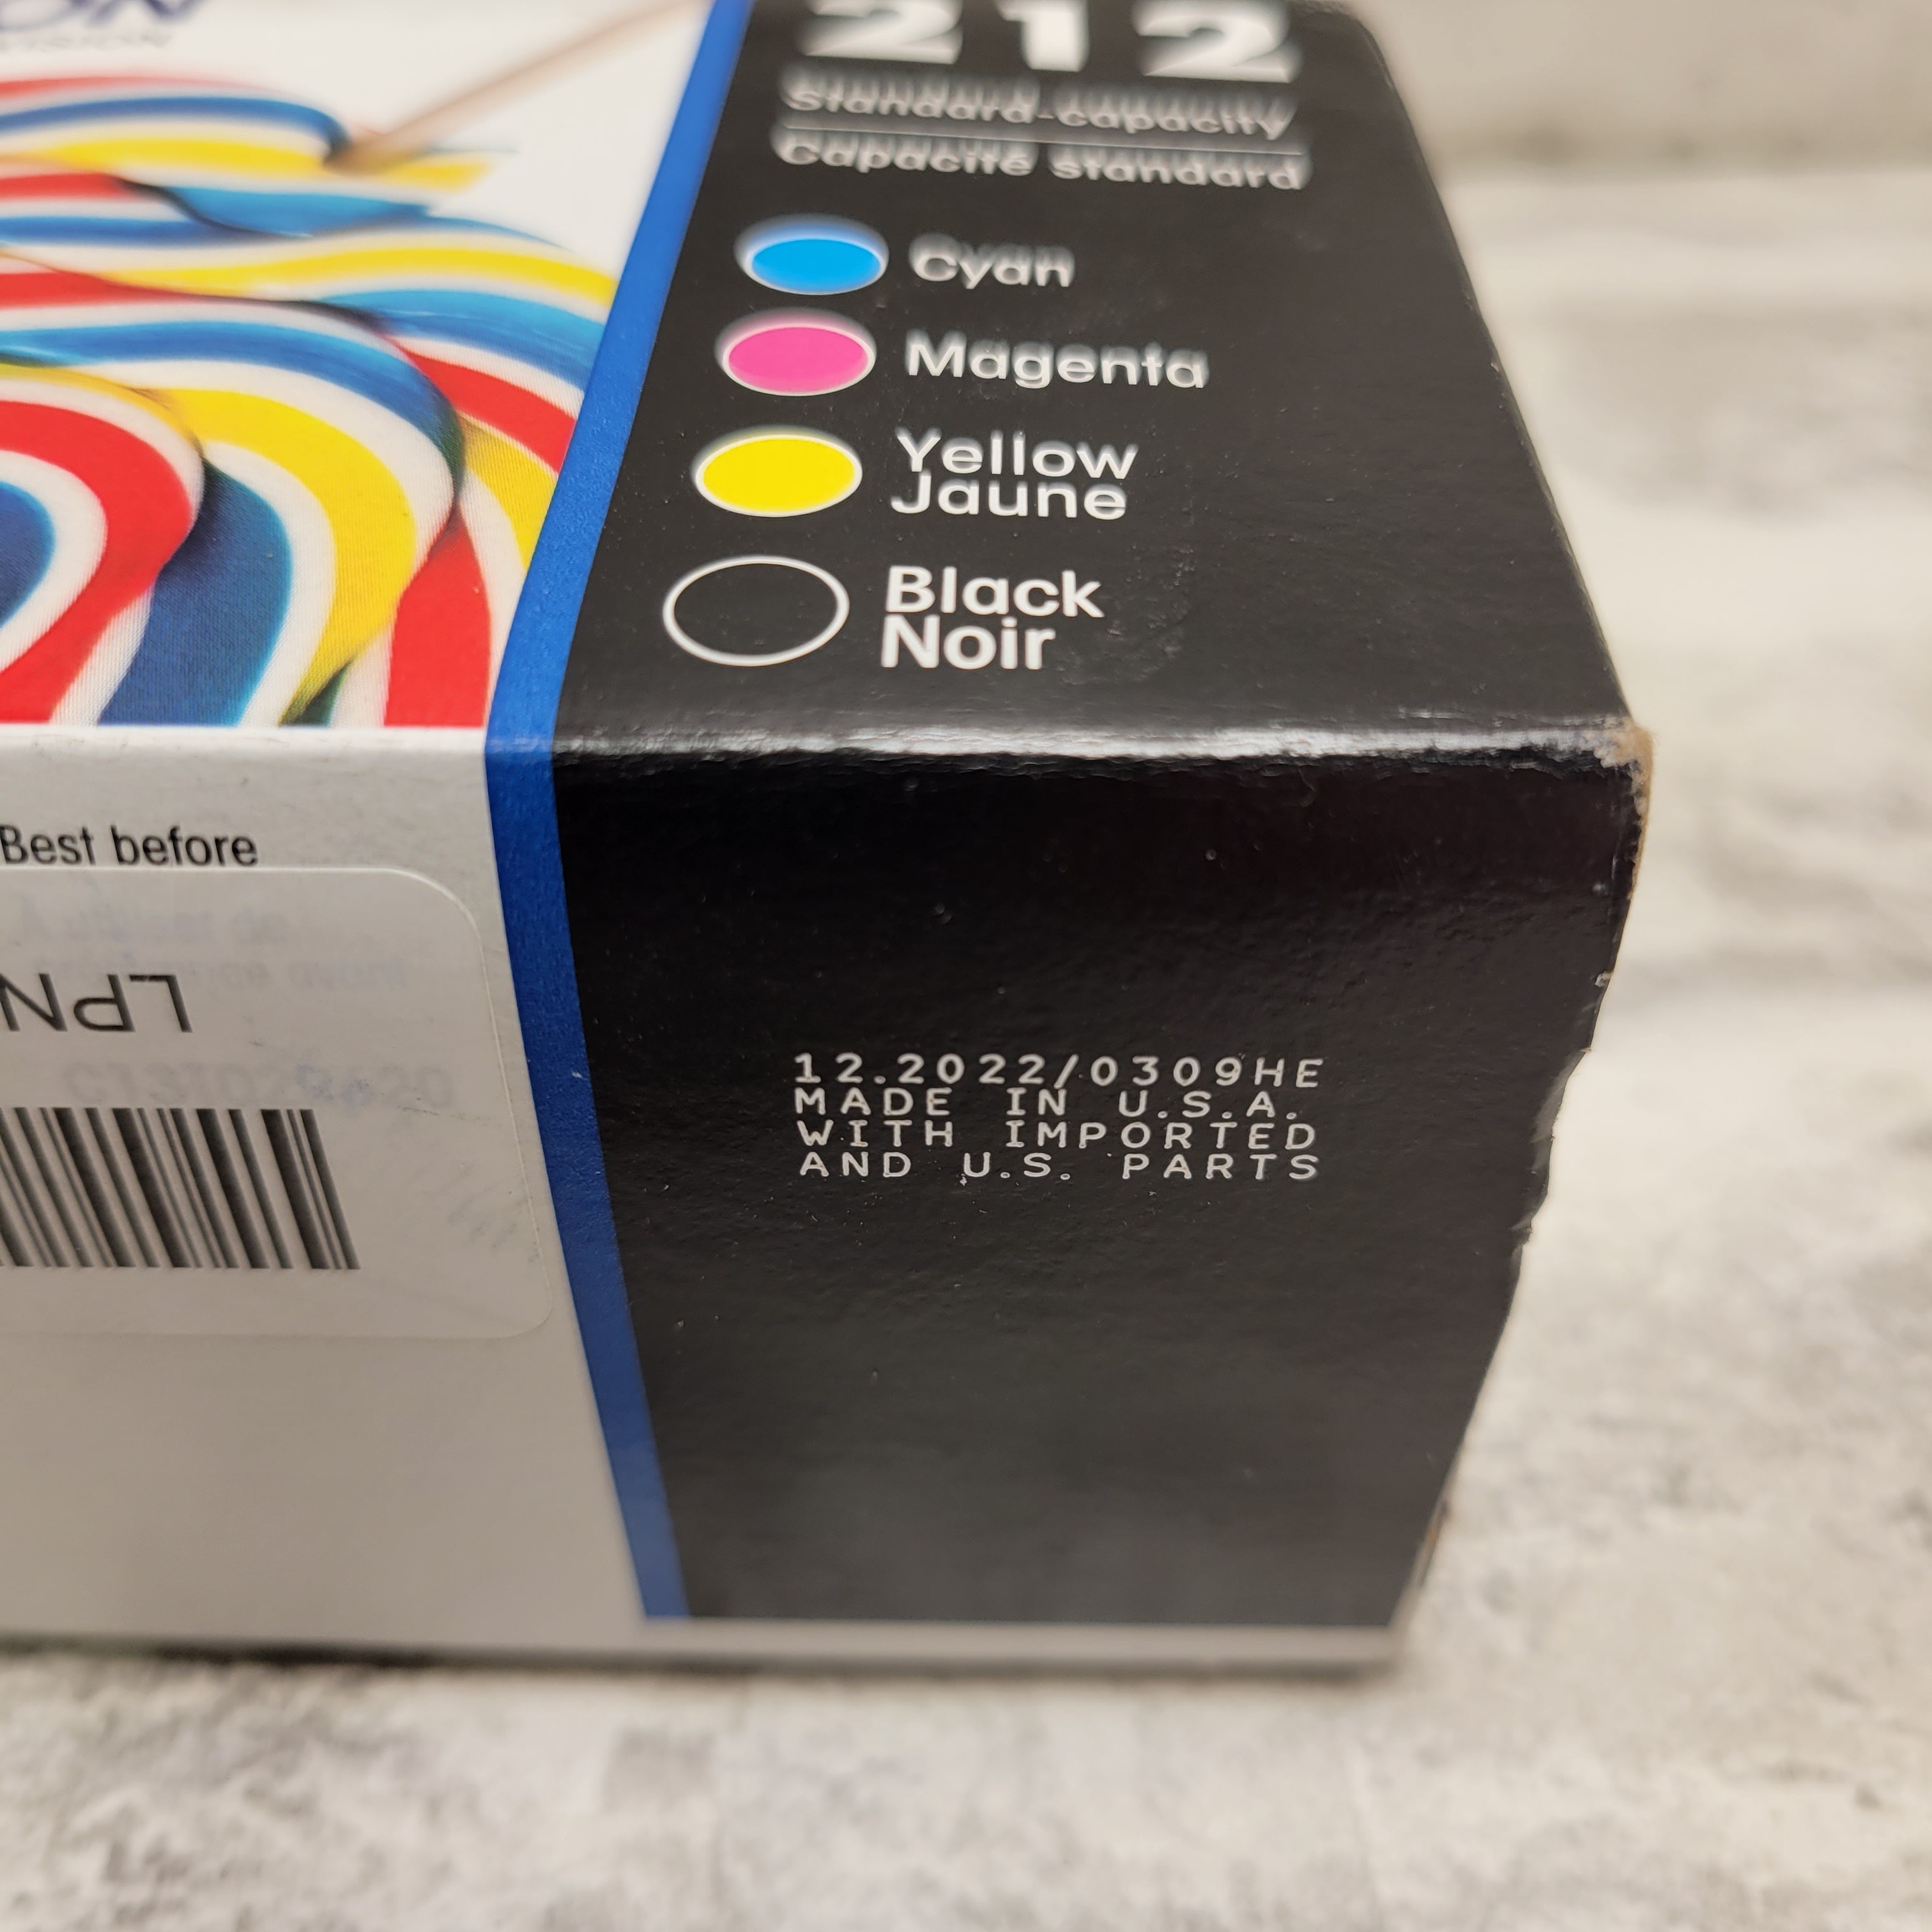 212
Standard-capacity
Capacité standard
Cyan
Magenta
Yellow
Jaune
Black
Noir
Best before
LPN
12.2022/0309HE
MADE IN U.S.A.
WITH IMPORTED
AND U.S. PARTS